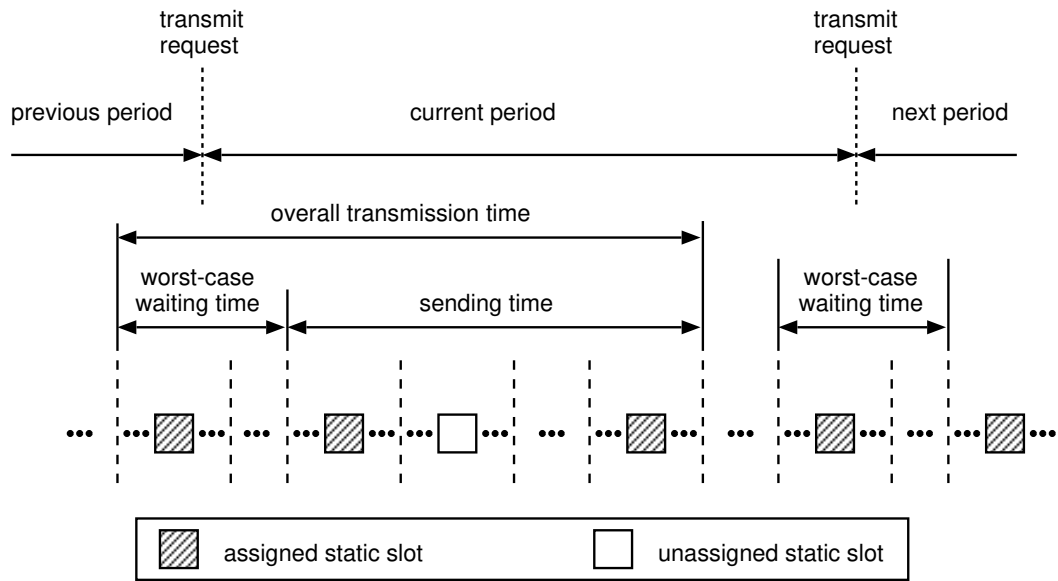 transmit
request
transmit
request
previous period
current period
next period
overall transmission time
worst-case
waiting time
sending time
worst-case
waiting time
assigned static slot
unassigned static slot